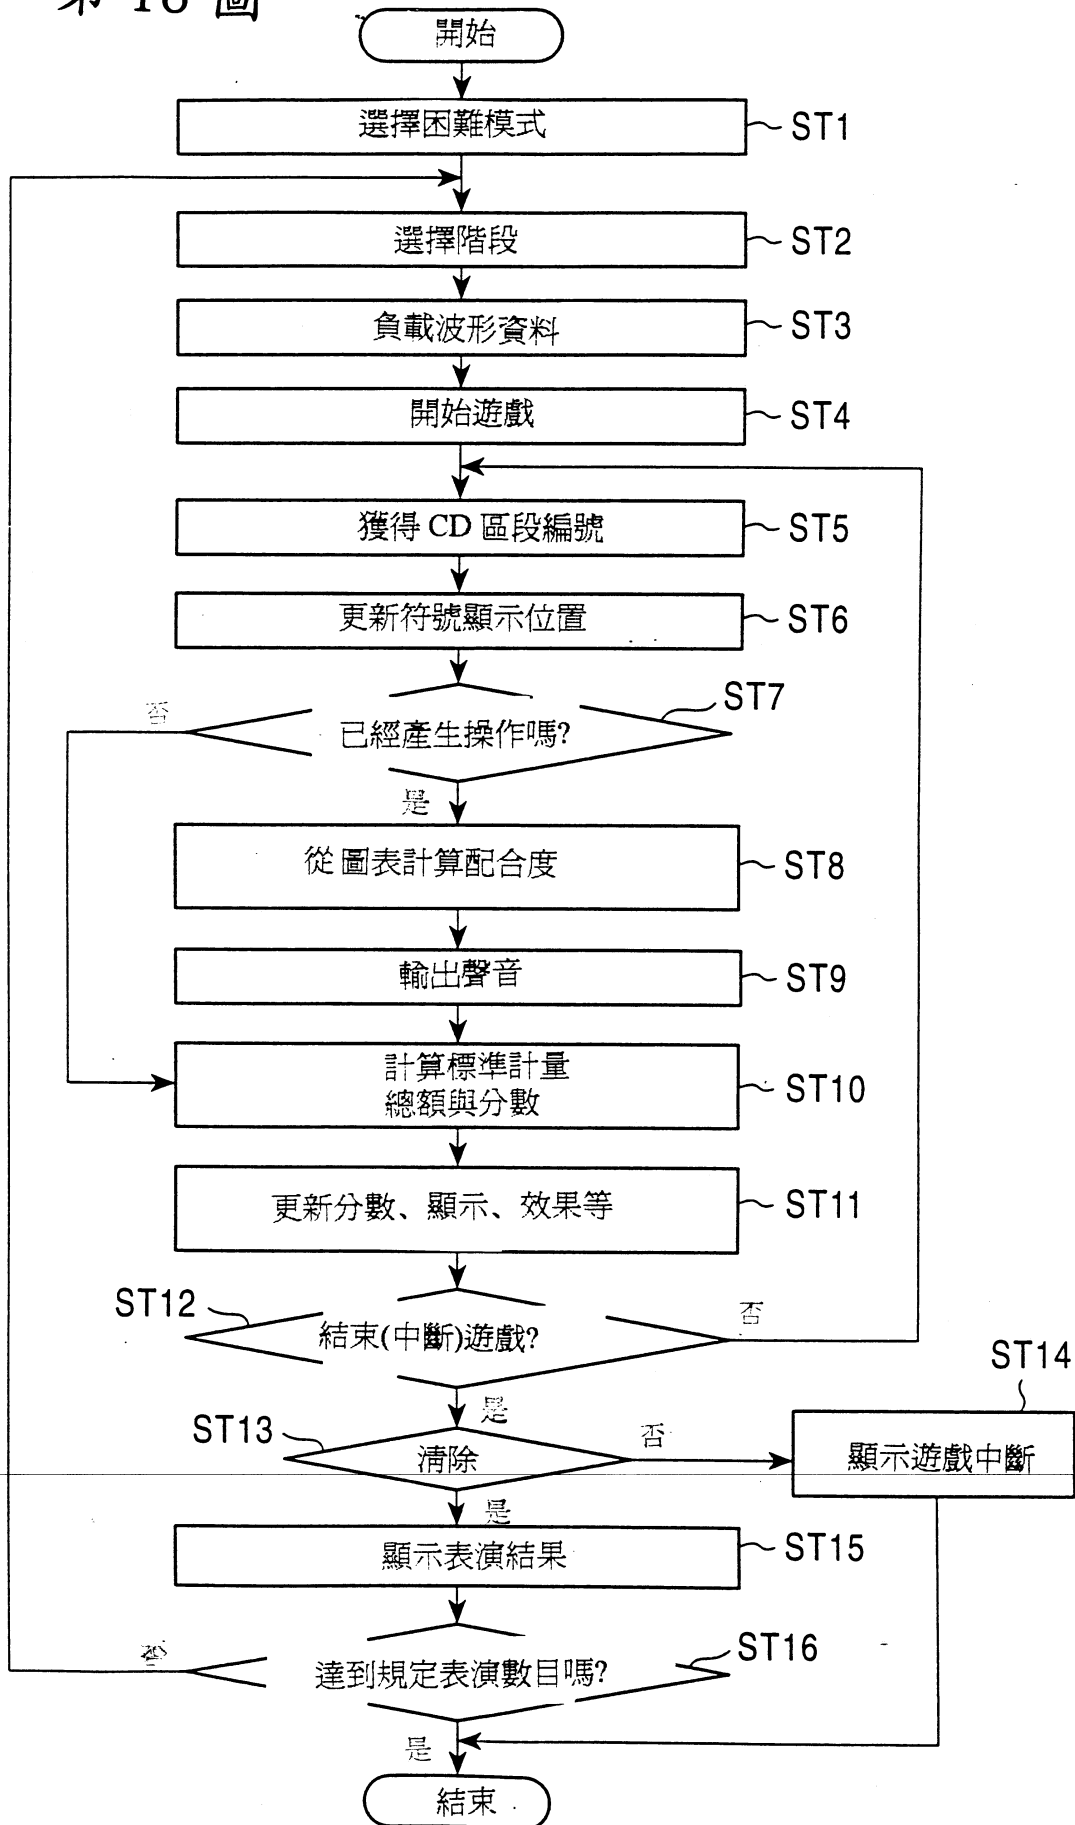 第 16 圖
開始
選擇困難模式
ST1
選擇階段
ST2
負載波形資料
ST3
開始遊戲
ST4
獲得 CD 區段編號
ST5
更新符號顯示位置
ST6
ST7
否
已經產生操作嗎?
是
從圖表計算配合度
ST8
輸出聲音
ST9
計算標準計量
總額與分數
ST10
更新分數、顯示、效果等
ST11
ST12
否
結束(中斷)遊戲?
ST14
是
ST13
否
清除
顯示遊戲中斷
是
顯示表演結果
ST15
ST16
達到規定表演數目嗎?
是
結束